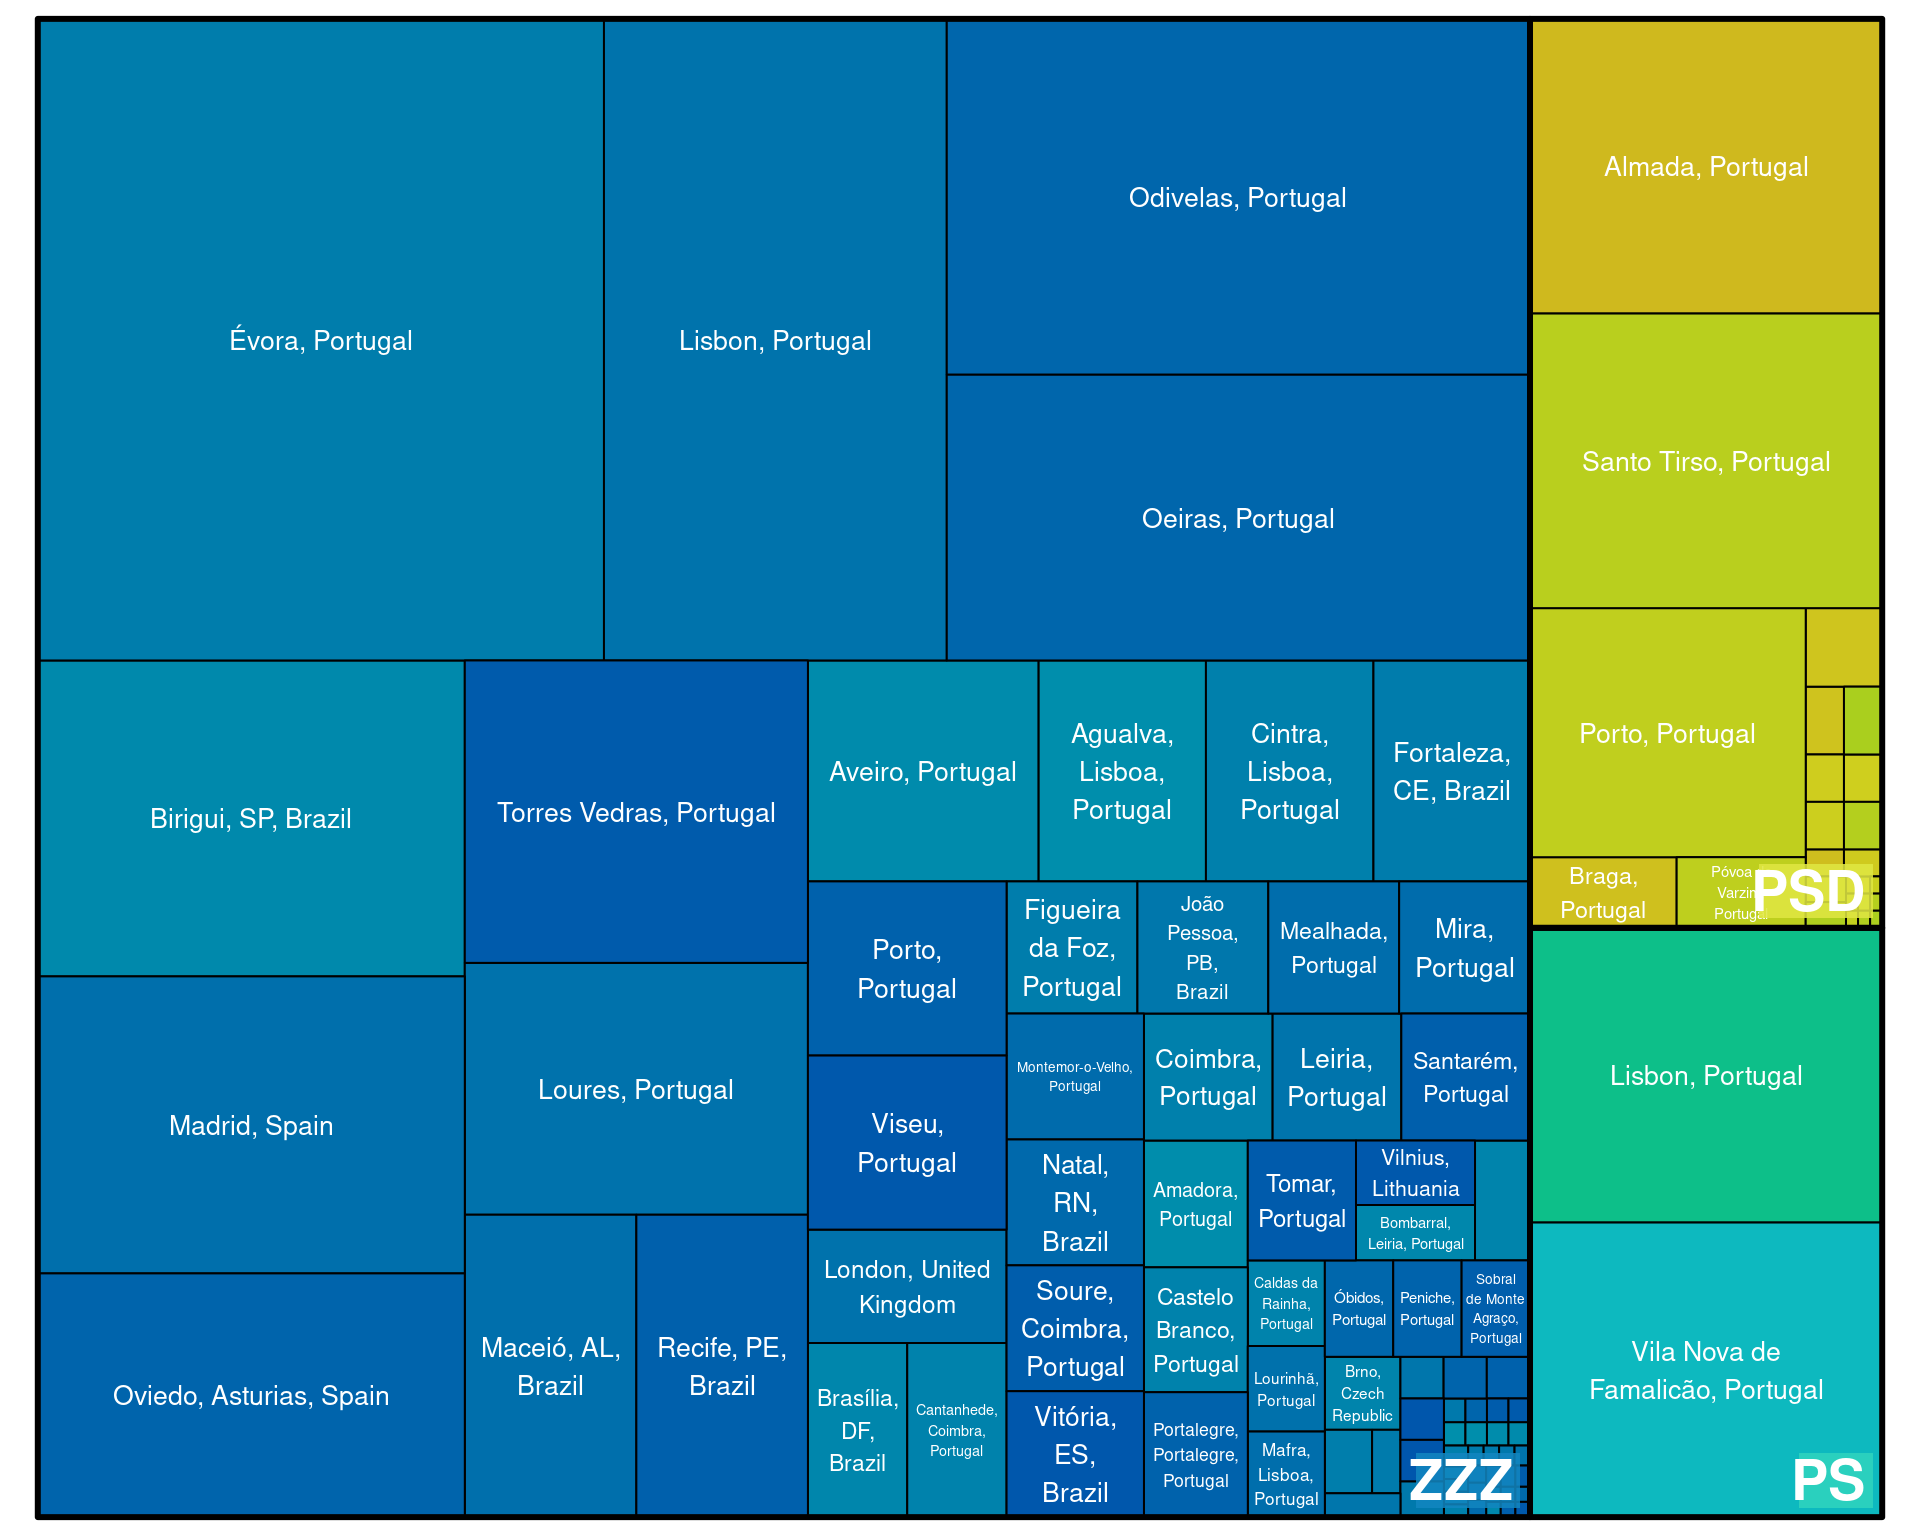 Évora, Portugal
Lisbon, Portugal
Odivelas, Portugal
Oeiras, Portugal
Birigui, SP, Brazil
Madrid, Spain
Oviedo, Asturias, Spain
Torres Vedras, Portugal
Loures, Portugal
Maceió, AL,
Brazil
Recife, PE,
Brazil
Aveiro, Portugal
Agualva,
Lisboa,
Portugal
Cintra,
Lisboa,
Portugal
Fortaleza,
CE, Brazil
Porto,
Portugal
Viseu,
Portugal
London, United
Kingdom
Brasília,
DF,
Brazil
Cantanhede,
Coimbra,
Portugal
Figueira
da Foz,
Portugal
João
Pessoa,
PB,
Brazil
Mealhada,
Portugal
Mira,
Portugal
Montemor-o-Velho,
Portugal
Natal,
RN,
Brazil
Soure,
Coimbra,
Portugal
Vitória,
ES,
Brazil
Coimbra,
Portugal
Leiria,
Portugal
Santarém,
Portugal
Amadora,
Portugal
Castelo
Branco,
Portugal
Portalegre,
Portalegre,
Portugal
Tomar,
Portugal
Vilnius,
Lithuania
Bombarral,
Leiria, Portugal
Caldas da
Rainha,
Portugal
Lourinhã,
Portugal
Mafra,
Lisboa,
Portugal
Óbidos,
Portugal
Peniche,
Portugal
Sobral
de Monte
Agraço,
Portugal
Brno,
Czech
Republic
ZZZ
Almada, Portugal
Santo Tirso, Portugal
Porto, Portugal
Braga,
Portugal
Póvoa
Varzim
Portugal
PSD
Lisbon, Portugal
Vila Nova de
Famalicão, Portugal
PS